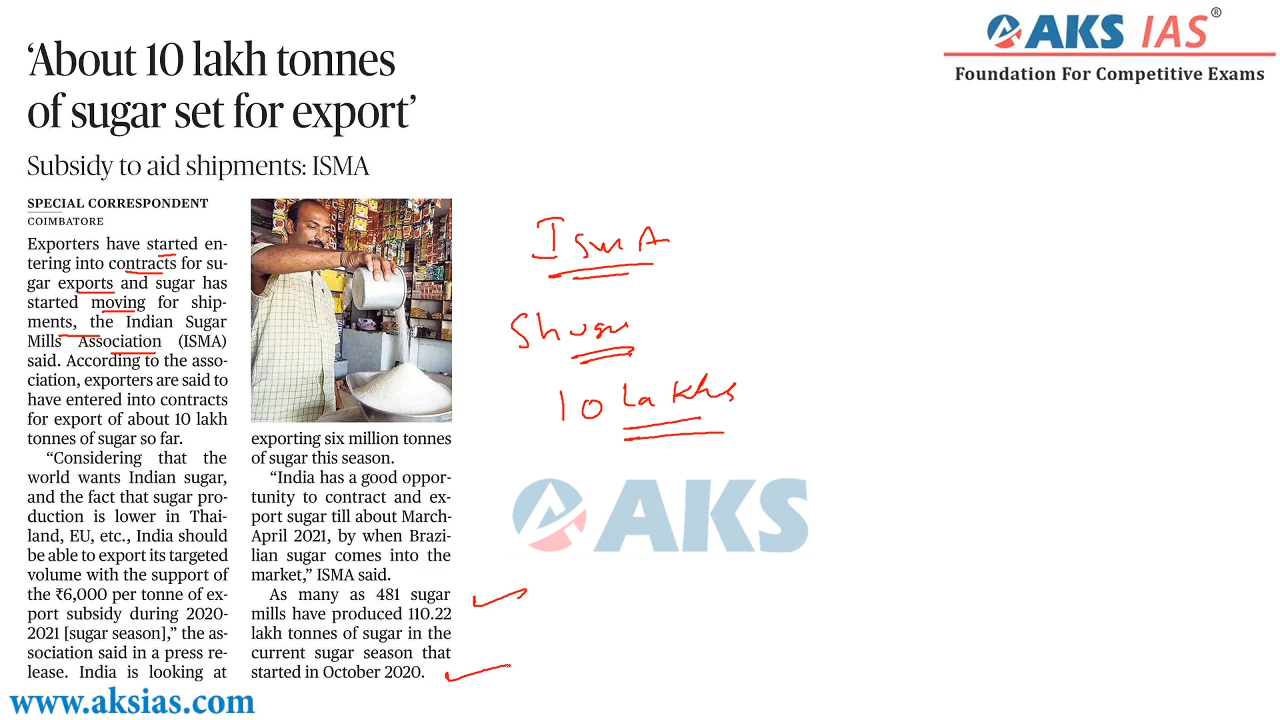 ‘About 10 lakh tonnes
of sugar set for export’
Subsidy to aid shipments: ISMA
SPECIAL CORRESPONDENT
COIMBATORE
Exporters have started en-
tering into contracts for su-
gar exports and sugar has
started moving for ship-
ments, the Indian Sugar
Mills Association (ISMA)
said. According to the asso-
ciation, exporters are said to
have entered into contracts
for export of about 10 lakh
tonnes of sugar so far.
“Considering that the
world wants Indian sugar,
and the fact that sugar pro-
duction is lower in Thai-
land, EU, etc., India should
be able to export its targeted
volume with the support of
the ₹6,000 per tonne of ex-
port subsidy during 2020-
2021 [sugar season],” the as-
sociation said in a press re-
lease. India is looking at
exporting six million tonnes
of sugar this season.
“India has a good oppor-
tunity to contract and ex-
port sugar till about March-
April 2021, by when Brazi-
lian sugar comes into the
market,” ISMA said.
As many as 481 sugar
mills have produced 110.22
lakh tonnes of sugar in the
current sugar season that
started in October 2020.
AKS IAS®
Foundation For Competitive Exams
ISMA
Shugar
10 Lakhs
AKS
www.aksias.com